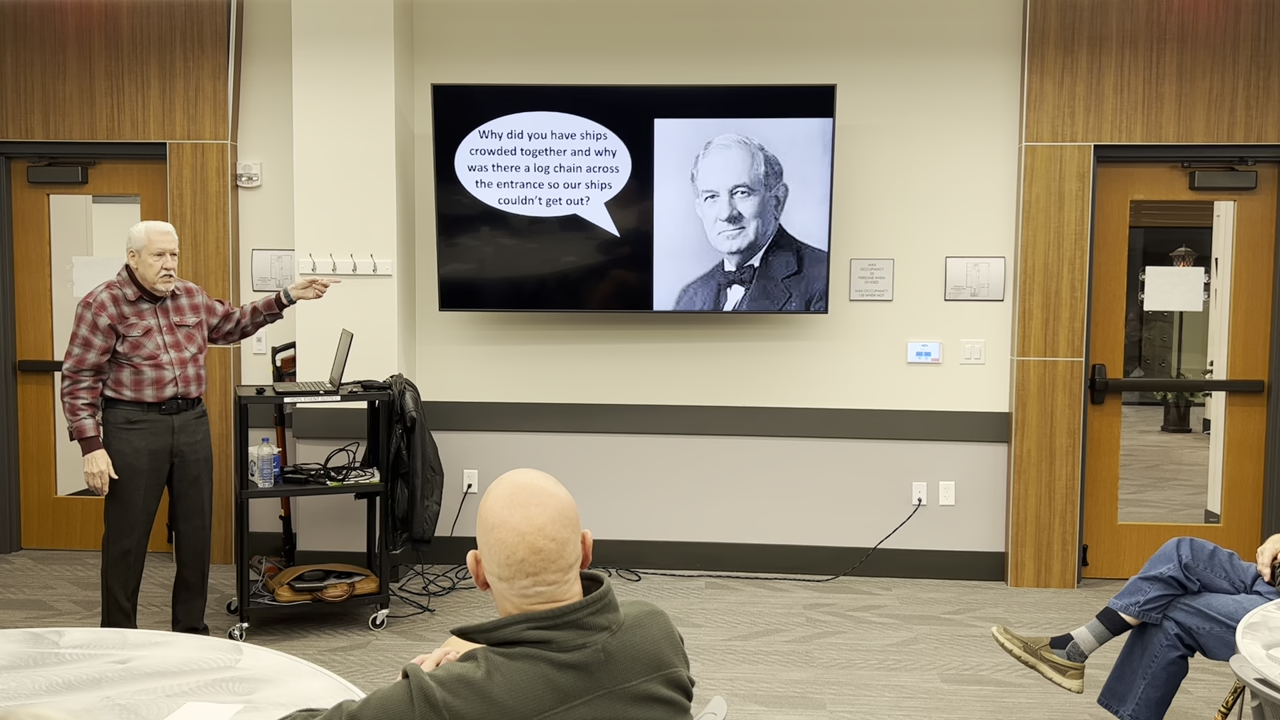 Why did you have ships
crowded together and why
was there a log chain across
the entrance so our ships
couldn't get out?